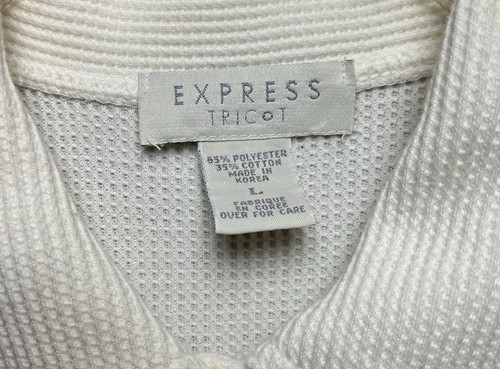 EXPRESS
TRICOT
65% POLYESTER
35% COTTON
MADE IN
KOREA
L
FABRIQUE
EN COREE
OVER FOR CARE